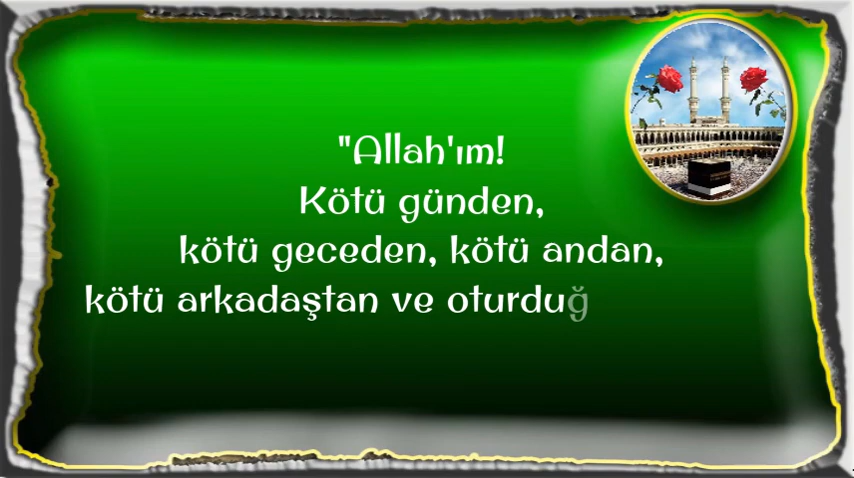 "Allah'ım!
Kötü günden,
kötü geceden, kötü andan,
kötü arkadaştan ve oturduğ